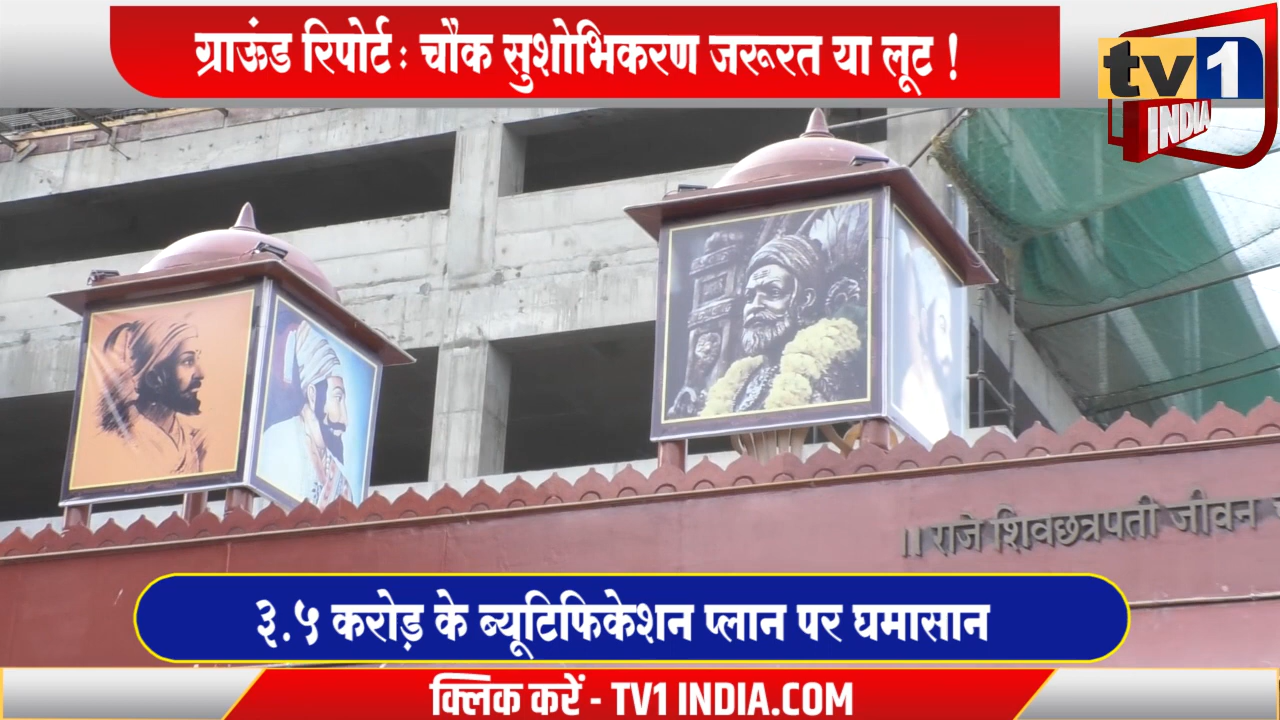 ग्राऊंड रिपोर्ट : चौक सुशोभिकरण जरूरत या लूट !
tv1
INDIA
॥ राजे शिवछत्रपती जीवन
३.५ करोड़ के ब्यूटिफिकेशन प्लान पर घमासान
क्लिक करें - TV1 INDIA.COM